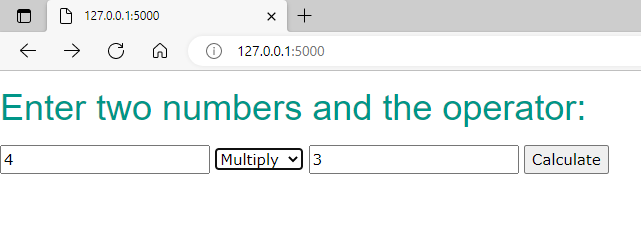 127.0.0.1:5000
127.0.0.1:5000
Enter two numbers and the operator:
4 Multiply 3 Calculate